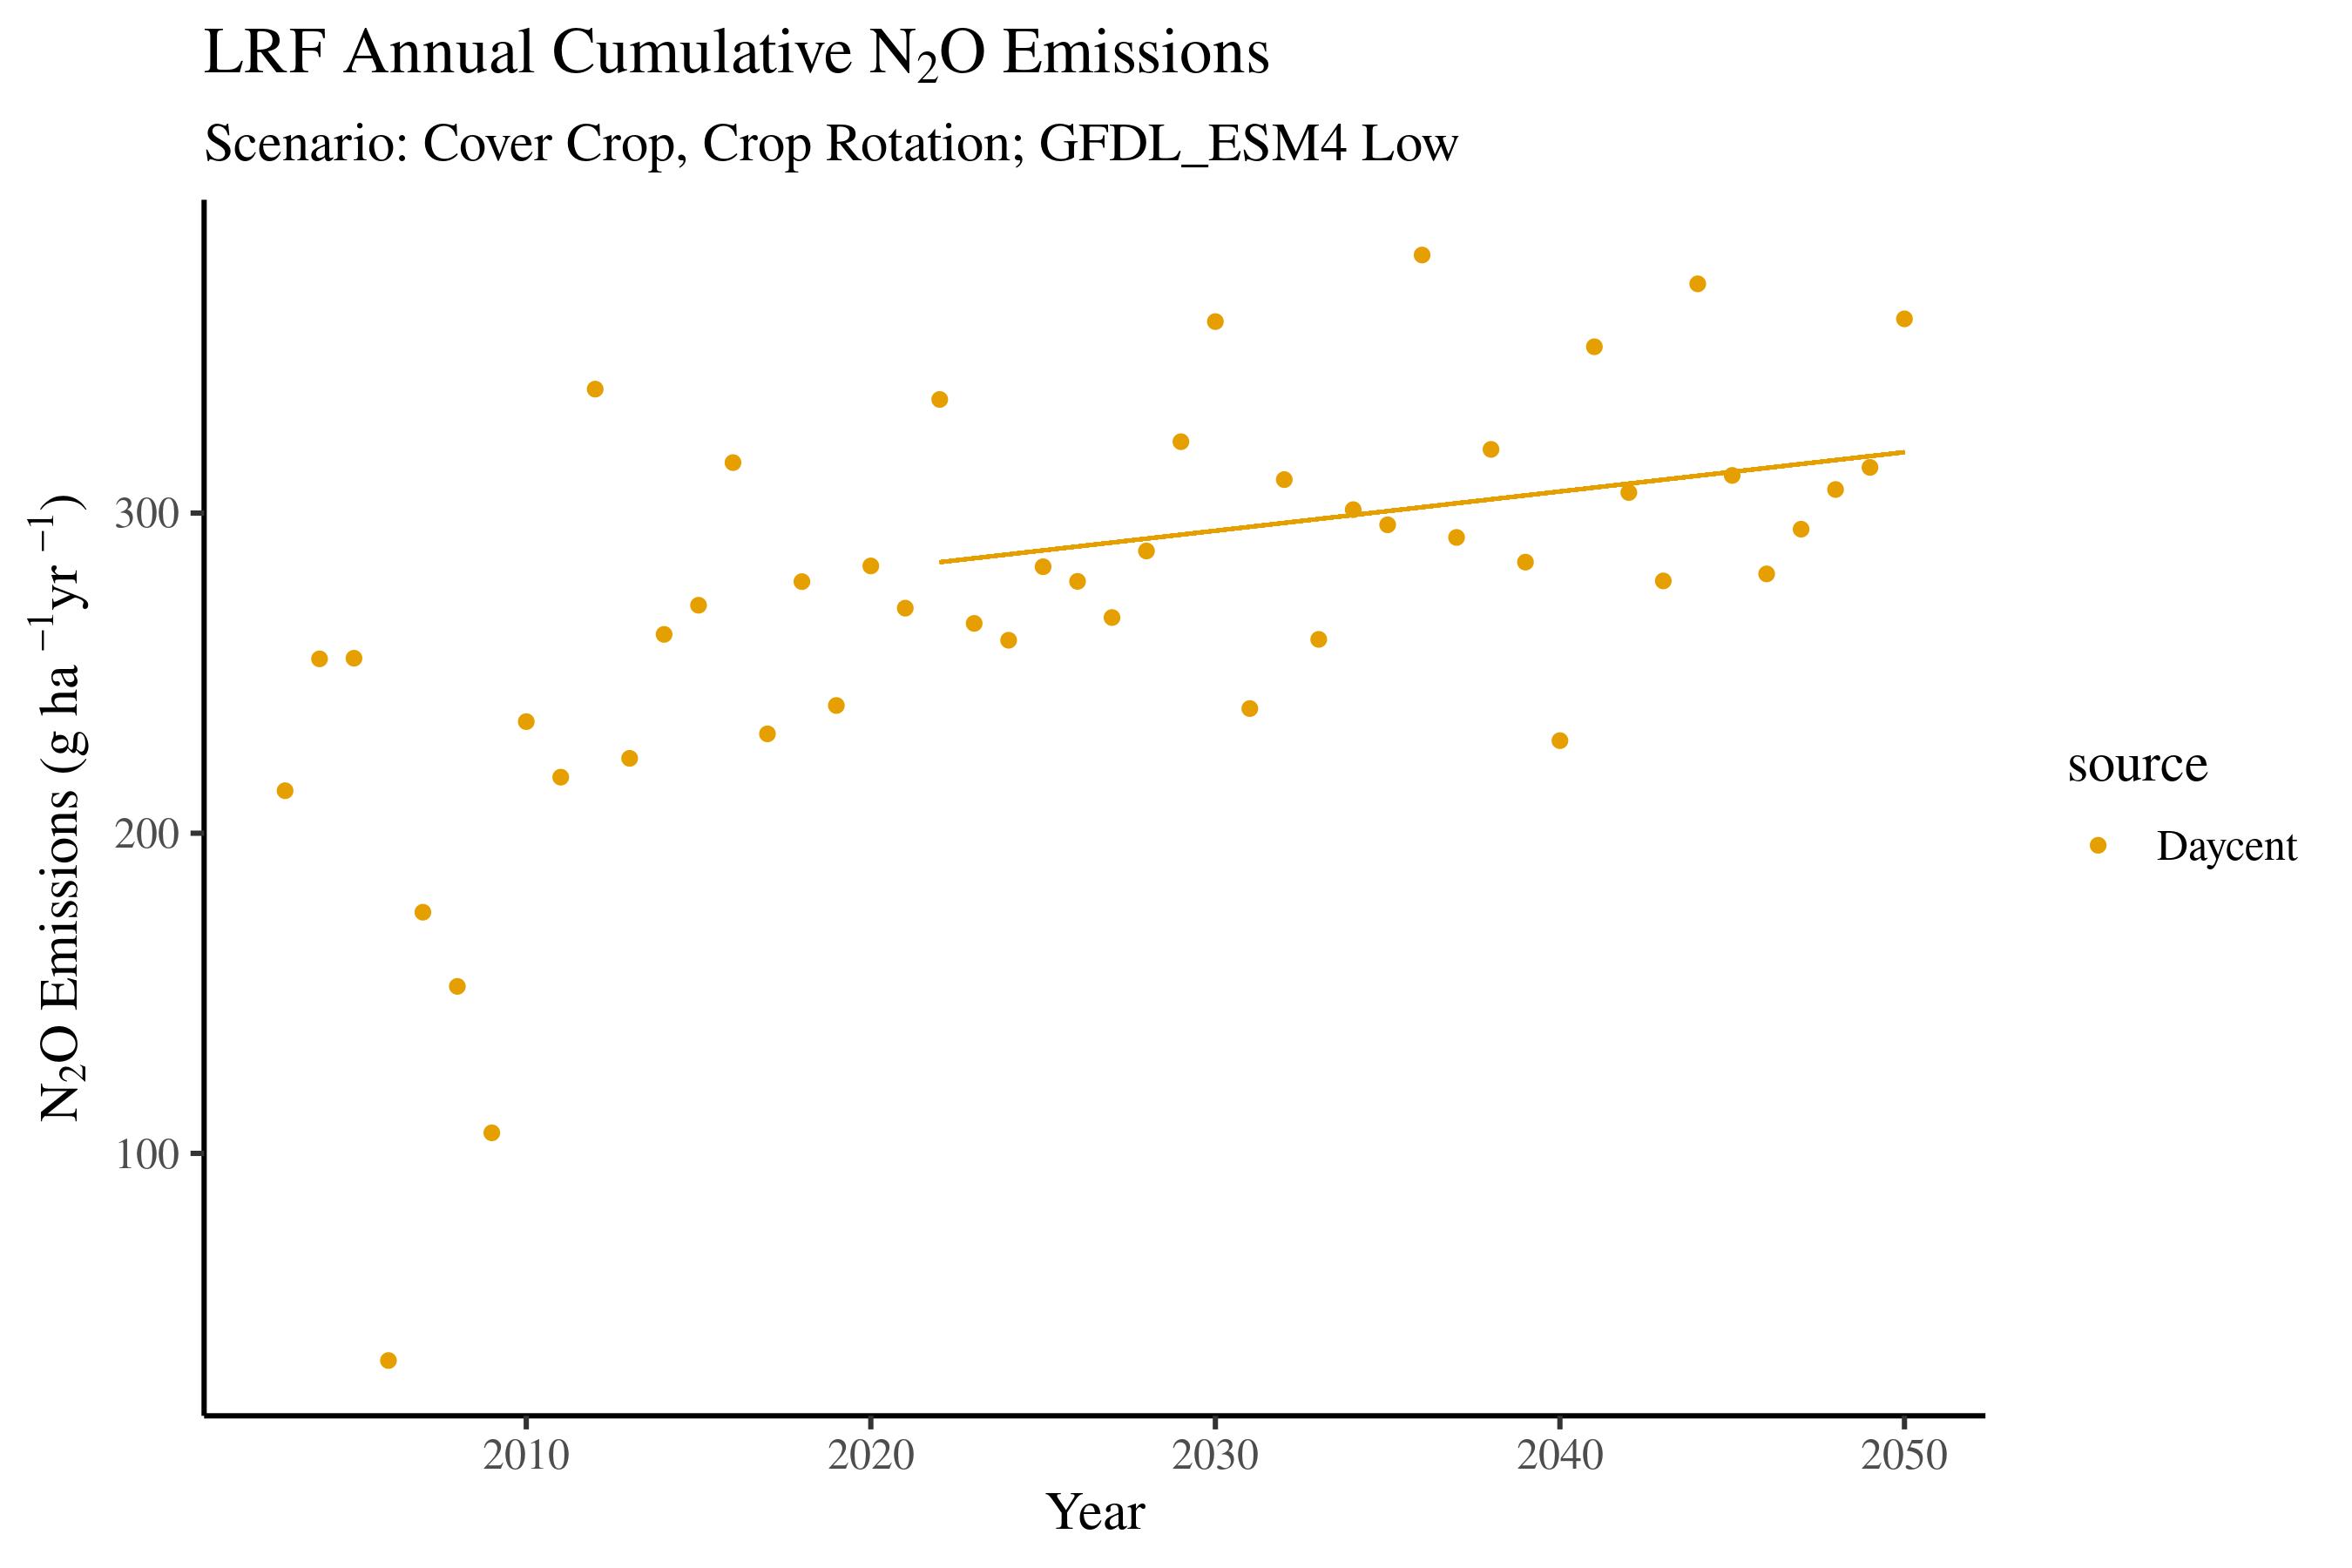 LRF Annual Cumulative N₂O Emissions
Scenario: Cover Crop, Crop Rotation; GFDL_ESM4 Low
N₂O Emissions (g ha ⁻¹yr ⁻¹)
300
200
100
2010 2020 2030 2040 2050
Year
source
Daycent